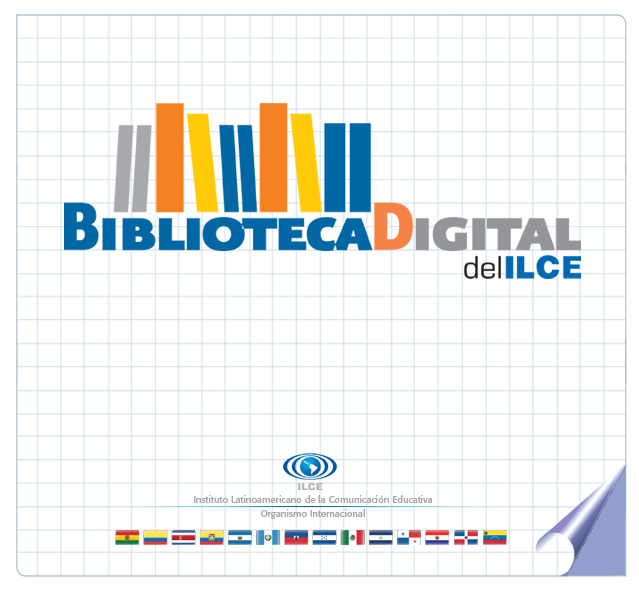 BIBLIOTECADIGITAL
delILCE
ILCE
Instituto Latinoamericano de la Comunicación Educativa
Organismo Internacional